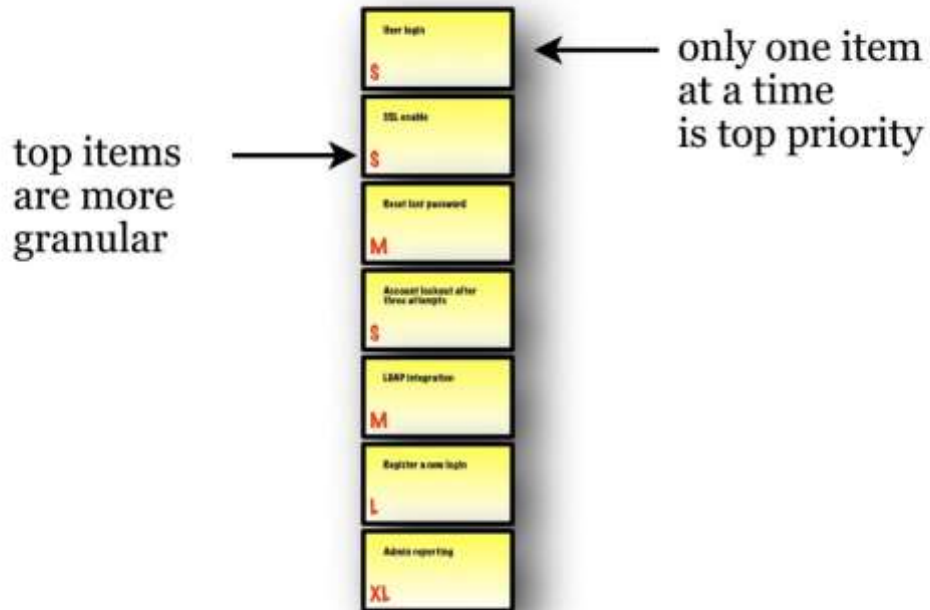 User login
S
only one item
at a time
is top priority
SSL enable
S
top items
are more
granular
Reset lost password
M
Account lockout after
three attempts
S
LDAP integration
M
Register a new login
L
Admin reporting
XL